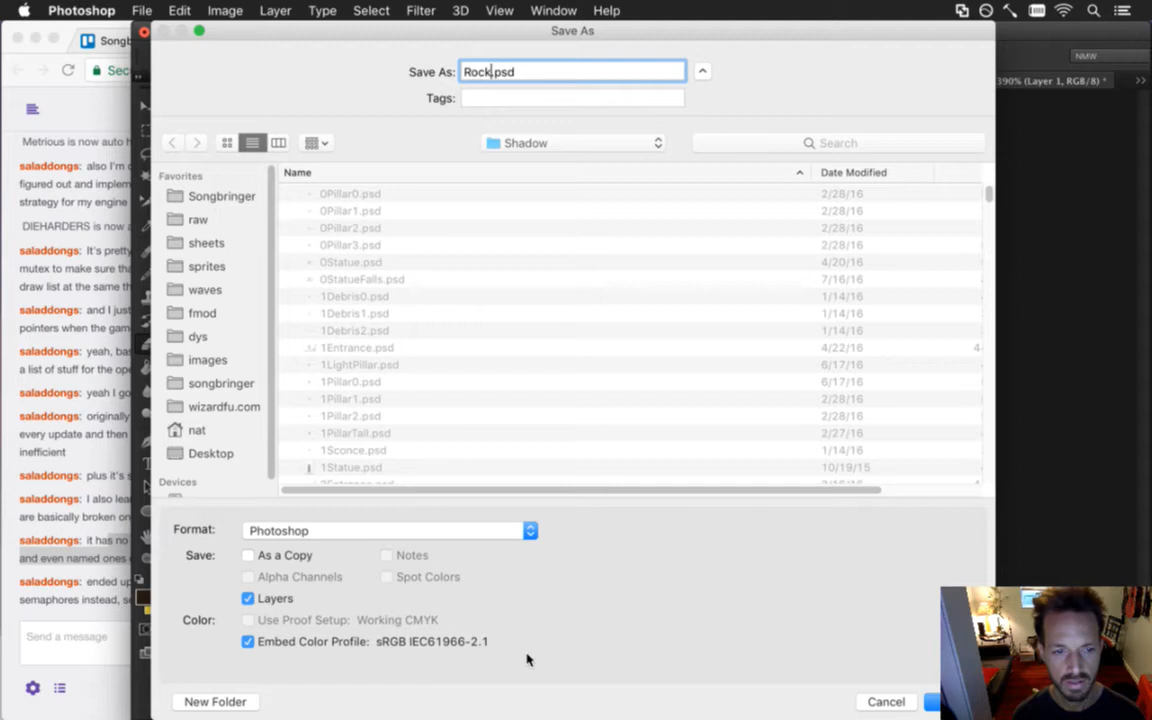 Photoshop File Edit Image Layer Type Select Filter 3D View Window Help
Save As
Songb
Sec
Metrious is now auto h
saladdongs: also I'm
figured out and implem
strategy for my engine
DIEHARDERS is now a
saladdongs: It's pretty
mutex to make sure tha
draw list at the same th
saladdongs: and I just
pointers when the gam
saladdongs: yeah, bas
a list of stuff for the ope
saladdongs: yeah I go
saladdongs: originally
every update and then
inefficient
saladdongs: plus it's s
saladdongs: I also lear
are basically broken on
saladdongs: it has no
and even named ones
saladdongs: ended up
semaphores instead, s
Send a message
Save As: Rock.psd
Tags:
Shadow
Search
Favorites
Songbringer
raw
sheets
sprites
waves
fmod
dys
images
songbringer
wizardfu.com
nat
Desktop
Devices
Name Date Modified
0Pillar0.psd 2/28/16
0Pillar1.psd 2/28/16
0Pillar2.psd 2/28/16
0Pillar3.psd 2/28/16
0Statue.psd 4/20/16
0StatueFalls.psd 7/16/16
1Debris0.psd 1/14/16
1Debris1.psd 1/14/16
1Debris2.psd 1/14/16
1Entrance.psd 4/22/16 4
1LightPillar.psd 6/17/16
1Pillar0.psd 6/17/16
1Pillar1.psd 2/28/16
1Pillar2.psd 2/28/16
1PillarTall.psd 2/27/16
1Sconce.psd 1/14/16
1Statue.psd 10/19/15
Format: Photoshop
Save: As a Copy Notes
Alpha Channels Spot Colors
Layers
Color: Use Proof Setup: Working CMYK
Embed Color Profile: sRGB IEC61966-2.1
New Folder Cancel
NMW
390% (Layer 1, RGB/8) *